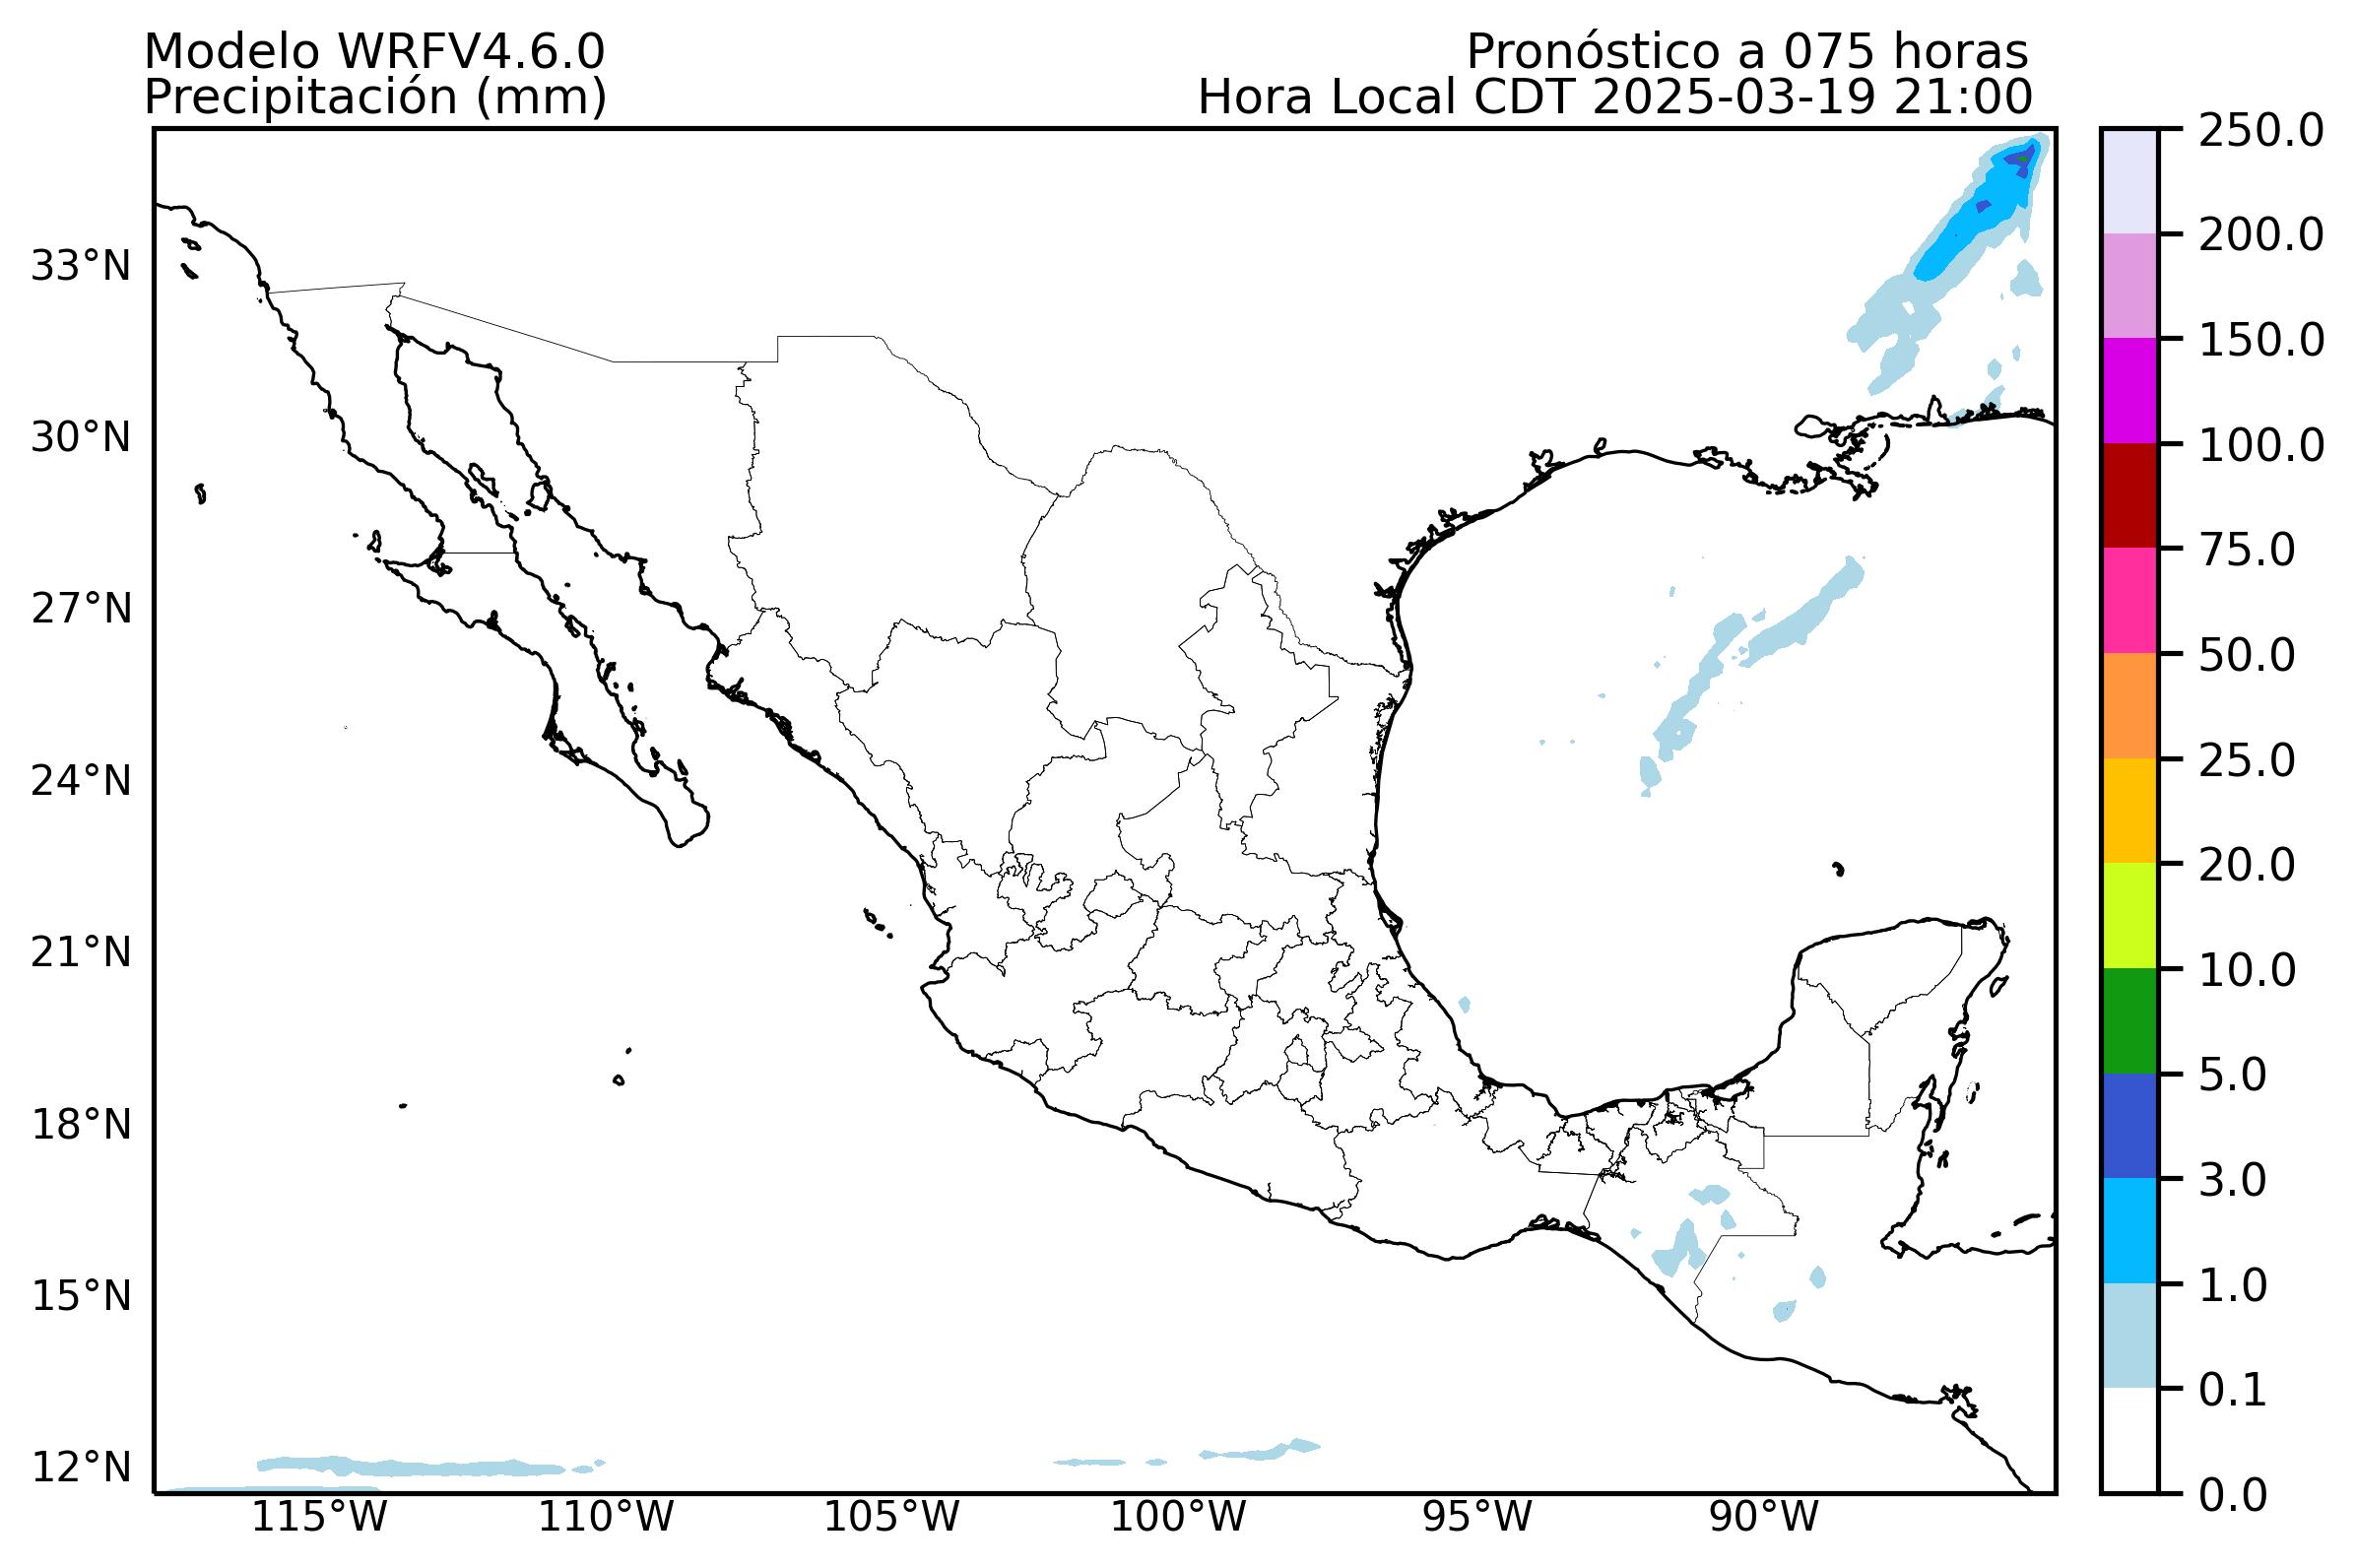 Modelo WRFV4.6.0
Pronóstico a 075 horas
Precipitación (mm)
Hora Local CDT 2025-03-19 21:00
33°N
30°N
27°N
24°N
21°N
18°N
15°N
12°N
115°W
110°W
105°W
100°W
95°W
90°W
250.0
200.0
150.0
100.0
75.0
50.0
25.0
20.0
10.0
5.0
3.0
1.0
0.1
0.0